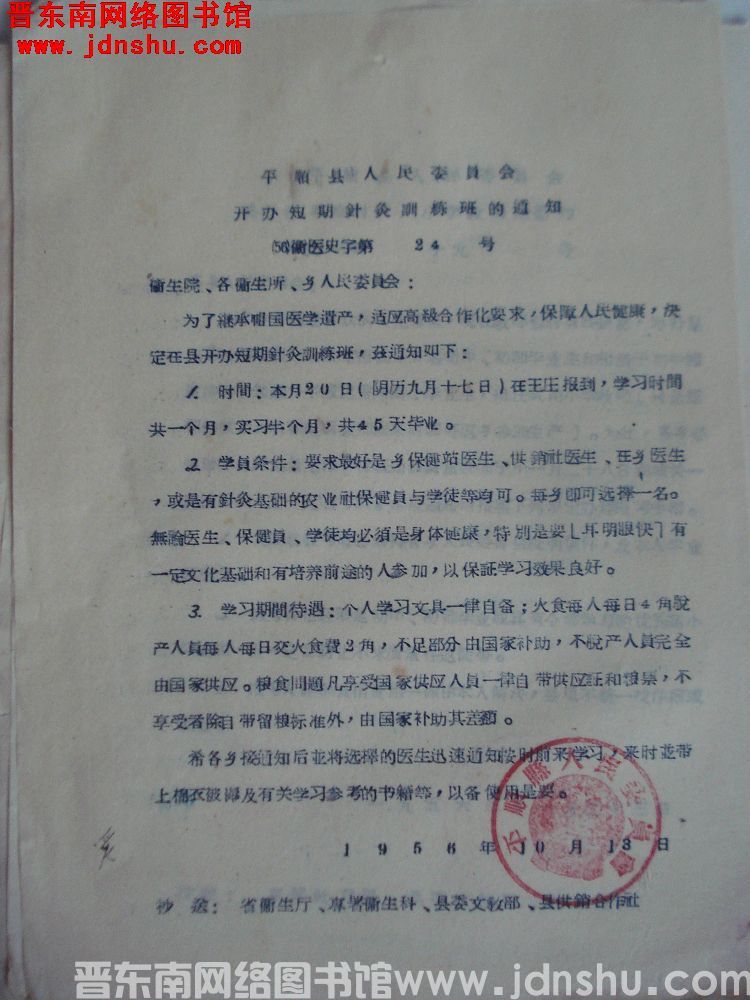 晋东南网络图书馆
www.jdnshu.com
平順县人民委員会
开办短期針灸訓練班的通知
(56)衞医史字第 24 号
衞生院、各衞生所、乡人民委員会：
为了継承咱国医学遺产，适应高級合作化要求，保障人民健康，决
定在县开办短期針灸訓練班，茲通知如下：
1. 时間：本月20日(阴历九月十七日)在王庄报到，学习时間
共一个月，实习半个月，共45天毕业。
2. 学員条件：要求最好是乡保健站医生、供銷社医生、在乡医生
，或是有針灸基础的农业社保健員与学徒等均可。每乡即可选擇一名。
無論医生、保健員、学徒均必須是身体健康，特別是要「耳明眼快」有
一定文化基础和有培养前途的人参加，以保証学习效果良好。
3. 学习期間待遇：个人学习文具一律自备；火食每人每日4角脫
产人員每人每日交火食費2角，不足部分由国家补助，不脫产人員完全
由国家供应。粮食問題凡享受国家供应人員一律自带供应証和粮票，不
享受者除自带留粮标准外，由国家补助其差額。
希各乡接通知后並将选擇的医生迅速通知按时前来学习，来时並带
上棉衣被褥及有关学习参考的书籍等，以备使用是要。
平順縣人民委員會
1956年10月13日
抄送：省衞生厅、專署衞生科、县委文教部、县供銷合作社
晋东南网络图书馆www.jdnshu.com